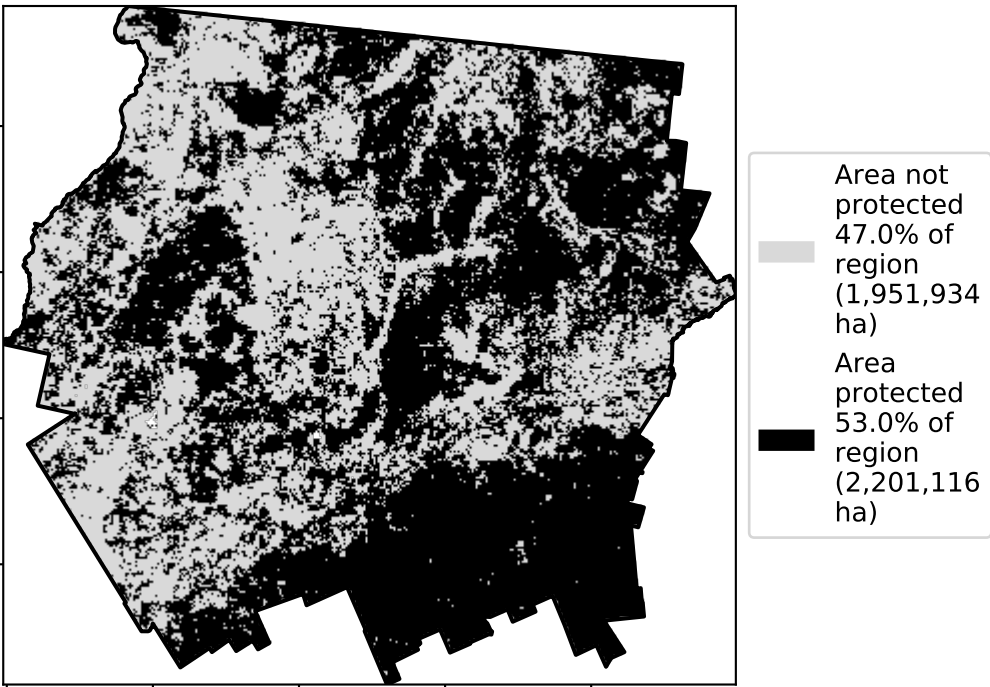 Area not
protected
47.0% of
region
(1,951,934
ha)
Area
protected
53.0% of
region
(2,201,116
ha)